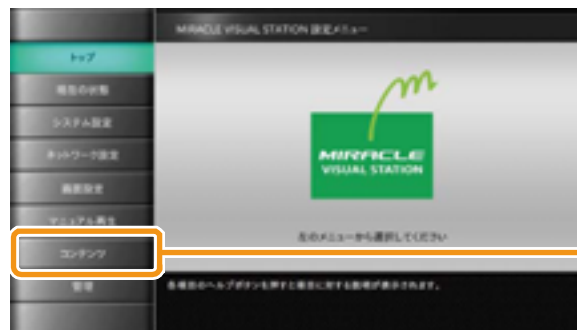 MIRACLE VISUAL STATION 設定メニュー
トップ
現在の状態
システム設定
ネットワーク設定
画面設定
マニュアル再生
コンテンツ
管理
MIRACLE
VISUAL STATION
左のメニューから選択してください
各項目のヘルプボタンを押すと項目に対する説明が表示されます。